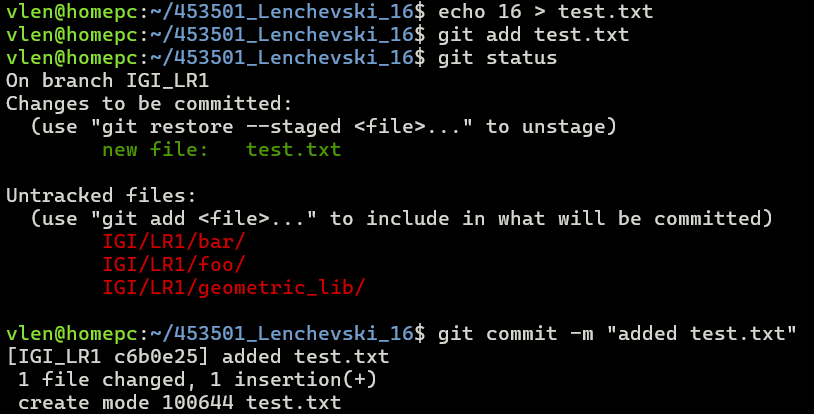 vlen@homepc:~/453501_Lenchevski_16$ echo 16 > test.txt
vlen@homepc:~/453501_Lenchevski_16$ git add test.txt
vlen@homepc:~/453501_Lenchevski_16$ git status
On branch IGI_LR1
Changes to be committed:
  (use "git restore --staged <file>..." to unstage)
        new file:   test.txt

Untracked files:
  (use "git add <file>..." to include in what will be committed)
        IGI/LR1/bar/
        IGI/LR1/foo/
        IGI/LR1/geometric_lib/

vlen@homepc:~/453501_Lenchevski_16$ git commit -m "added test.txt"
[IGI_LR1 c6b0e25] added test.txt
 1 file changed, 1 insertion(+)
 create mode 100644 test.txt